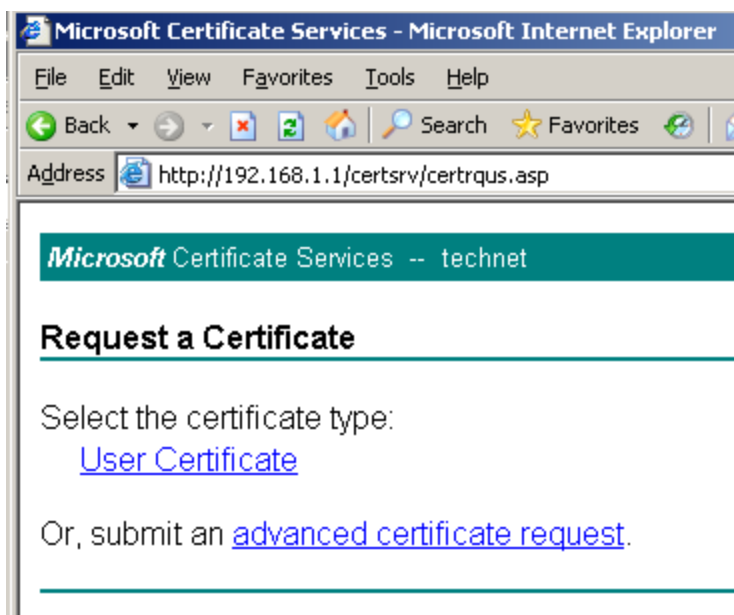 Microsoft Certificate Services - Microsoft Internet Explorer
File Edit View Favorites Tools Help
Back Search Favorites
Address http://192.168.1.1/certsrv/certrqus.asp
Microsoft Certificate Services -- technet
Request a Certificate
Select the certificate type:
User Certificate
Or, submit an advanced certificate request.